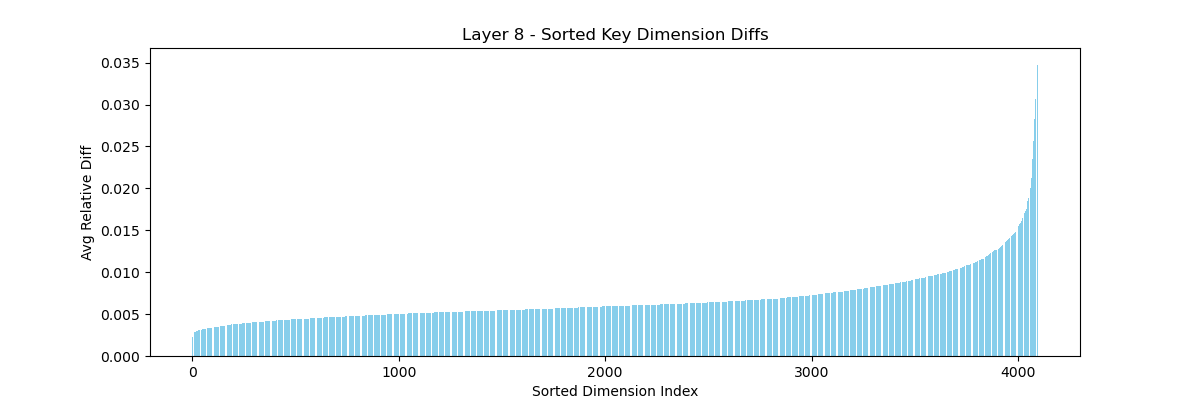 Layer 8 - Sorted Key Dimension Diffs
Avg Relative Diff
0.035
0.030
0.025
0.020
0.015
0.010
0.005
0.000
0 1000 2000 3000 4000
Sorted Dimension Index